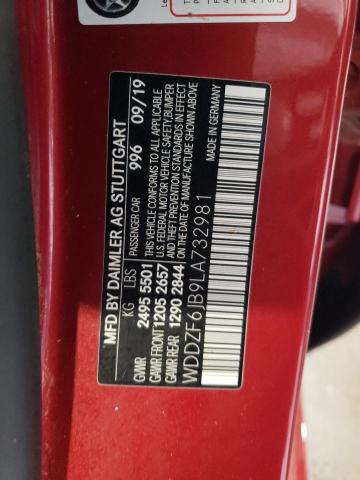 MFD BY DAIMLER AG STUTTGART
KG LBS PASSENGER CAR 996 09/19
GVWR 2495 5501 THIS VEHICLE CONFORMS TO ALL APPLICABLE
GAWR FRONT 1205 2657 U.S. FEDERAL MOTOR VEHICLE SAFETY, BUMPER
GAWR REAR 1290 2844 AND THEFT PREVENTION STANDARDS IN EFFECT
ON THE DATE OF MANUFACTURE SHOWN ABOVE
WDDZF6JB9LA732981
MADE IN GERMANY